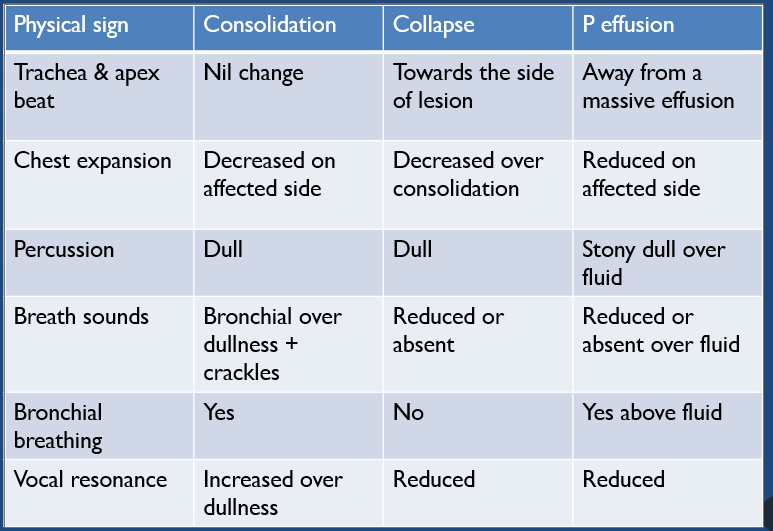 Physical sign Consolidation Collapse P effusion
Trachea & apex Nil change Towards the side Away from a
beat of lesion massive effusion
Chest expansion Decreased on Decreased over Reduced on
affected side consolidation affected side
Percussion Dull Dull Stony dull over
fluid
Breath sounds Bronchial over Reduced or Reduced or
dullness + absent absent over fluid
crackles
Bronchial Yes No Yes above fluid
breathing
Vocal resonance Increased over Reduced Reduced
dullness